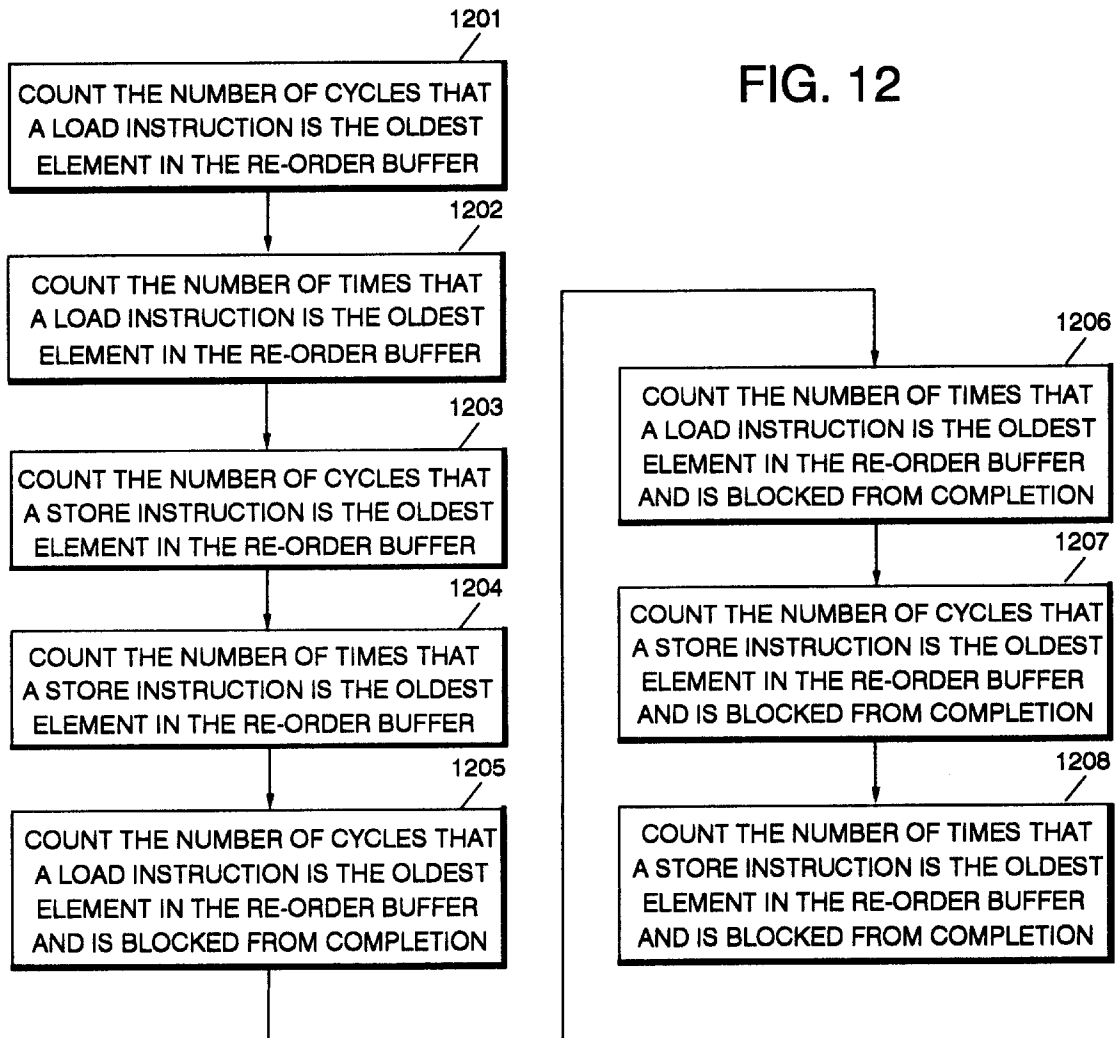 1201
COUNT THE NUMBER OF CYCLES THAT
A LOAD INSTRUCTION IS THE OLDEST
ELEMENT IN THE RE-ORDER BUFFER
1202
COUNT THE NUMBER OF TIMES THAT
A LOAD INSTRUCTION IS THE OLDEST
ELEMENT IN THE RE-ORDER BUFFER
1203
COUNT THE NUMBER OF CYCLES THAT
A STORE INSTRUCTION IS THE OLDEST
ELEMENT IN THE RE-ORDER BUFFER
1204
COUNT THE NUMBER OF TIMES THAT
A STORE INSTRUCTION IS THE OLDEST
ELEMENT IN THE RE-ORDER BUFFER
1205
COUNT THE NUMBER OF CYCLES THAT
A LOAD INSTRUCTION IS THE OLDEST
ELEMENT IN THE RE-ORDER BUFFER
AND IS BLOCKED FROM COMPLETION
FIG. 12
1206
COUNT THE NUMBER OF TIMES THAT
A LOAD INSTRUCTION IS THE OLDEST
ELEMENT IN THE RE-ORDER BUFFER
AND IS BLOCKED FROM COMPLETION
1207
COUNT THE NUMBER OF CYCLES THAT
A STORE INSTRUCTION IS THE OLDEST
ELEMENT IN THE RE-ORDER BUFFER
AND IS BLOCKED FROM COMPLETION
1208
COUNT THE NUMBER OF TIMES THAT
A STORE INSTRUCTION IS THE OLDEST
ELEMENT IN THE RE-ORDER BUFFER
AND IS BLOCKED FROM COMPLETION